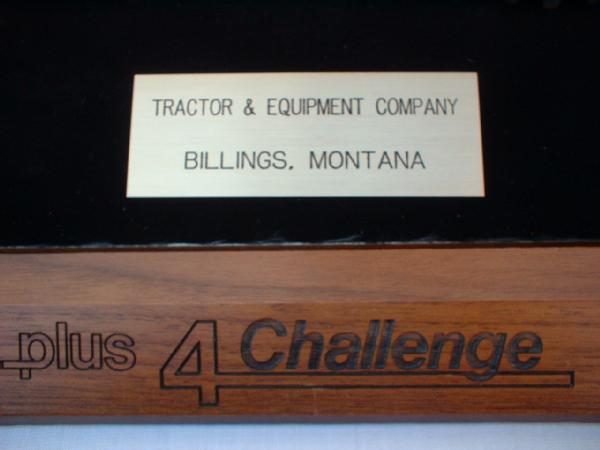 TRACTOR & EQUIPMENT COMPANY
BILLINGS, MONTANA
plus 4 Challenge